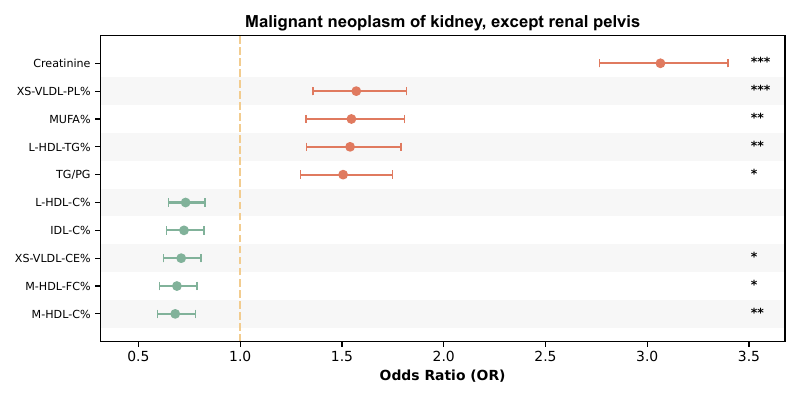 Malignant neoplasm of kidney, except renal pelvis
Creatinine ***
XS-VLDL-PL% ***
MUFA% **
L-HDL-TG% **
TG/PG *
L-HDL-C%
IDL-C%
XS-VLDL-CE% *
M-HDL-FC% *
M-HDL-C% **
0.5 1.0 1.5 2.0 2.5 3.0 3.5
Odds Ratio (OR)